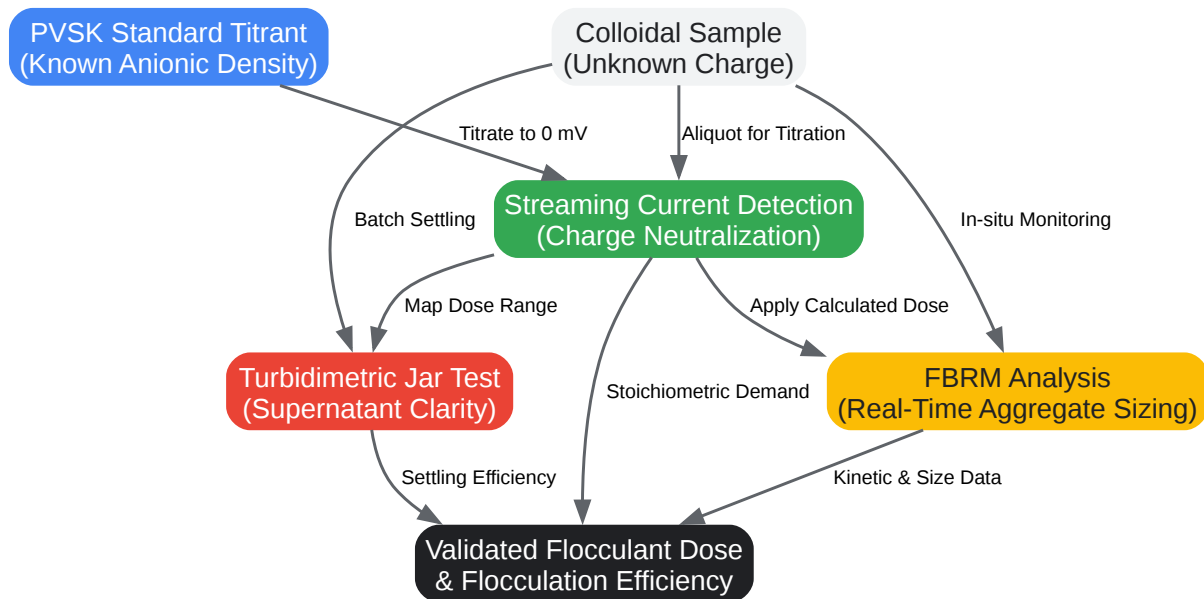 PVSK Standard Titrant
(Known Anionic Density)
Colloidal Sample
(Unknown Charge)
Titrate to 0 mV
Aliquot for Titration
Streaming Current Detection
(Charge Neutralization)
Batch Settling
In-situ Monitoring
Map Dose Range
Apply Calculated Dose
Turbidimetric Jar Test
(Supernatant Clarity)
Stoichiometric Demand
FBRM Analysis
(Real-Time Aggregate Sizing)
Settling Efficiency
Kinetic & Size Data
Validated Flocculant Dose
& Flocculation Efficiency